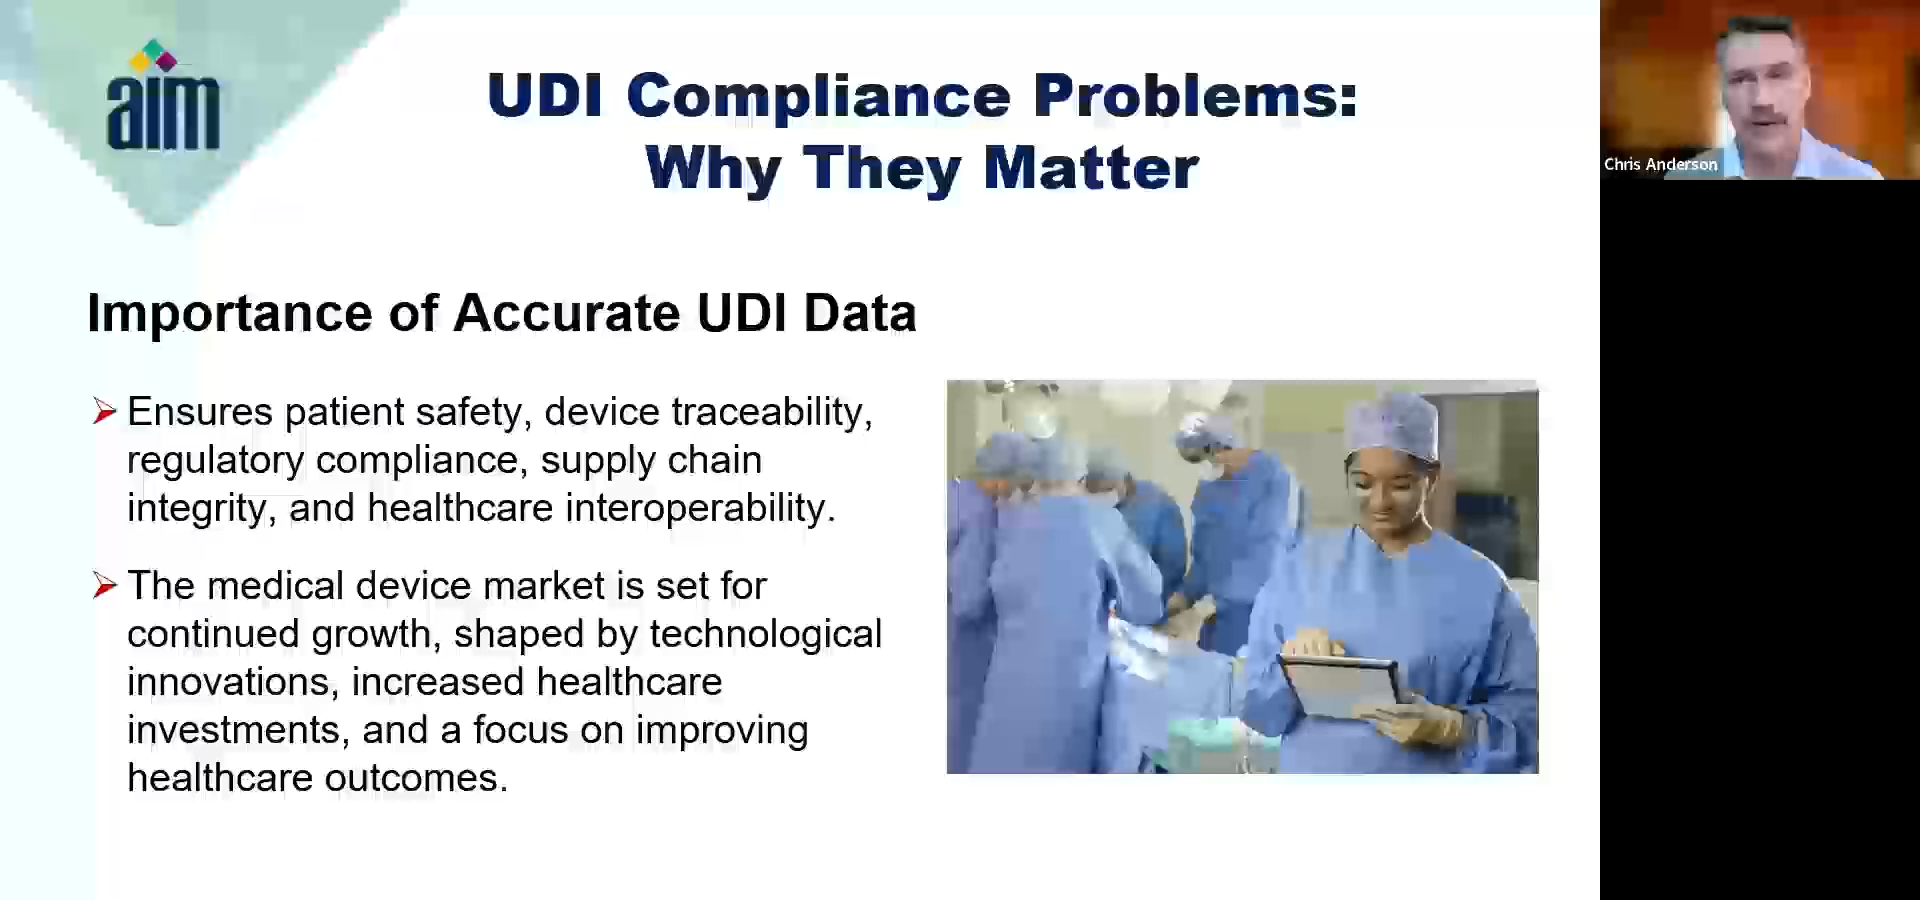 aim
UDI Compliance Problems:
Why They Matter
Importance of Accurate UDI Data
Ensures patient safety, device traceability,
regulatory compliance, supply chain
integrity, and healthcare interoperability.
The medical device market is set for
continued growth, shaped by technological
innovations, increased healthcare
investments, and a focus on improving
healthcare outcomes.
Chris Anderson